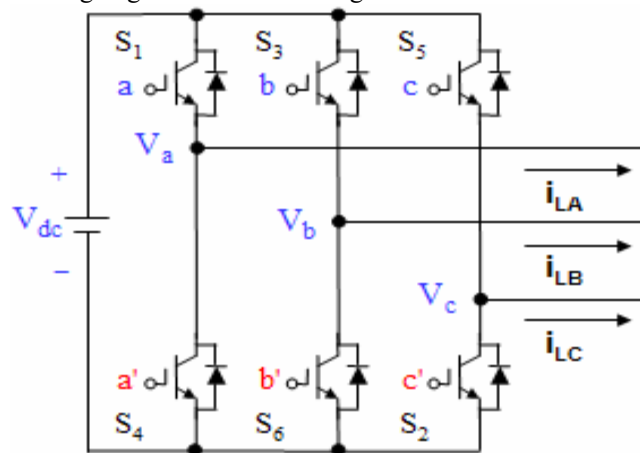 S1 S3 S5
a b c
Va
iLA
+
Vdc
Vb
−
iLB
Vc
iLC
a' b' c'
S4 S6 S2